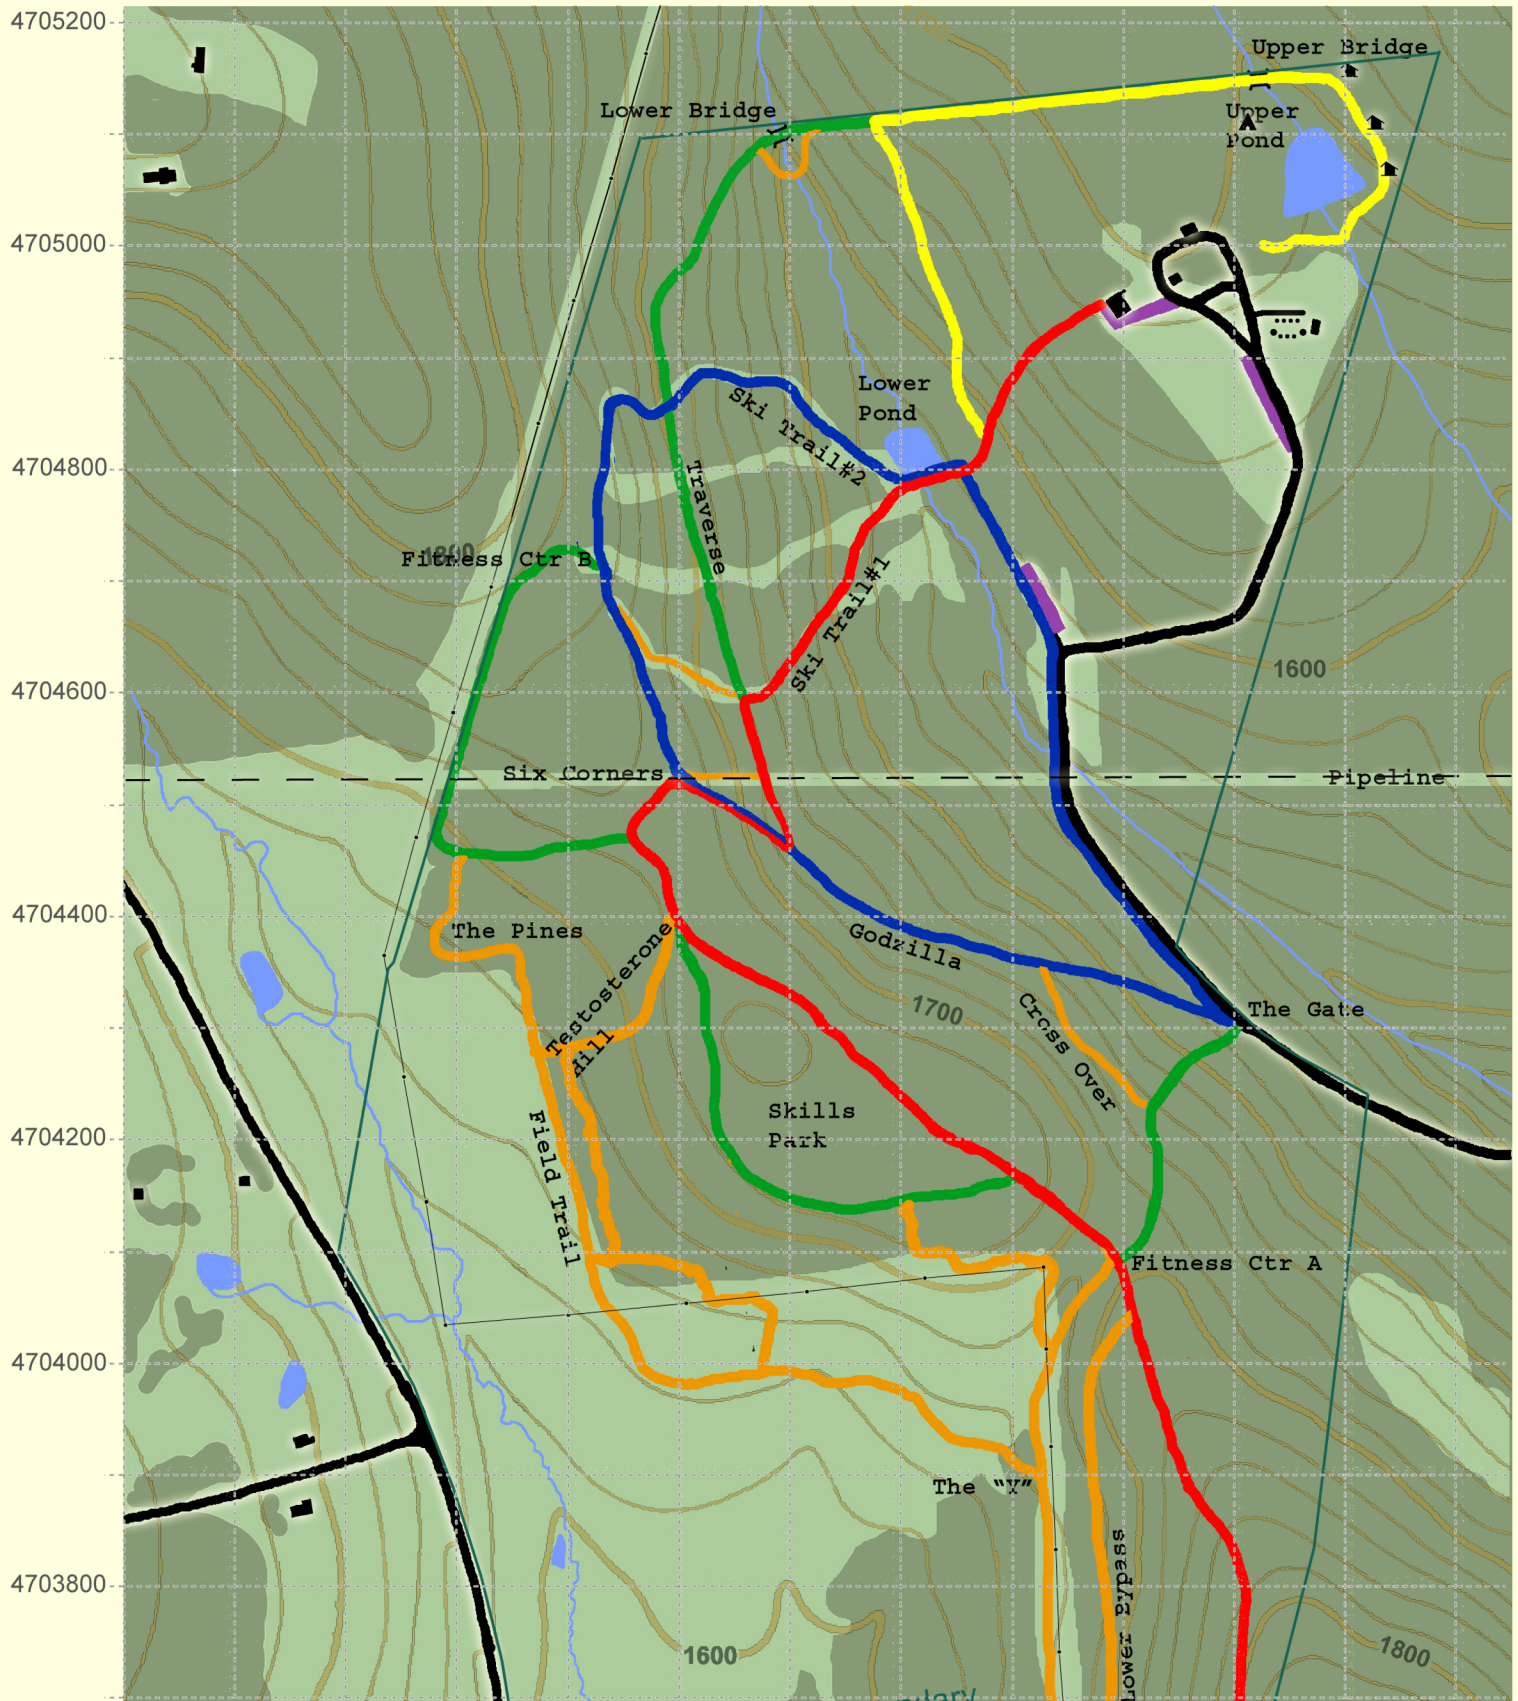 4705200
1700
Upper Bridge
Lower Bridge
Upper
Pond
4705000
Lower
Pond
Ski Trail#2
4704800
Traverse
1800
Fitness Ctr B
Ski Trail#1
1600
4704600
Six Corners
Pipeline
4704400
The Pines
Testosterone
Hill
Godzilla
1700
Cross Over
The Gate
Skills
Park
4704200
Field Trail
Fitness Ctr A
4704000
The “Y”
Lower Bypass
4703800
1600
1800